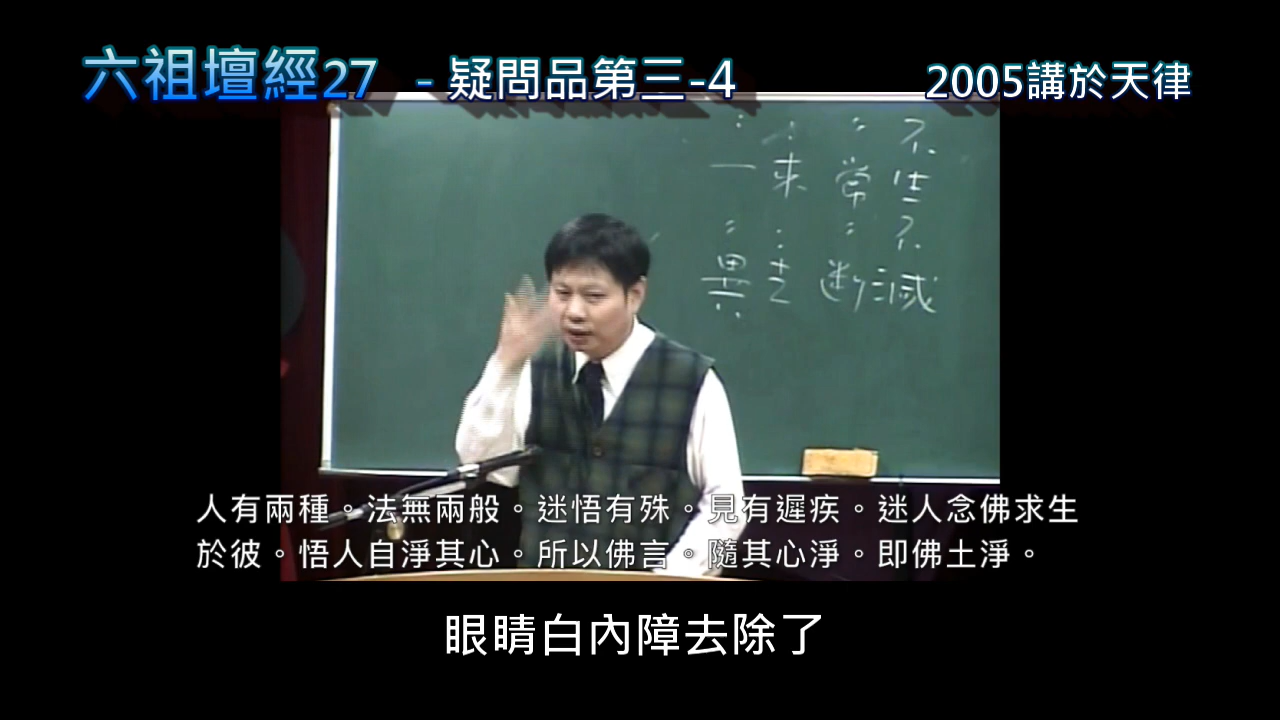 六祖壇經27 - 疑問品第三-4
2005講於天律
不生不滅
常 斷
來 去
一 異
人有兩種。法無兩般。迷悟有殊。見有遲疾。迷人念佛求生
於彼。悟人自淨其心。所以佛言。隨其心淨。即佛土淨。
眼睛白內障去除了